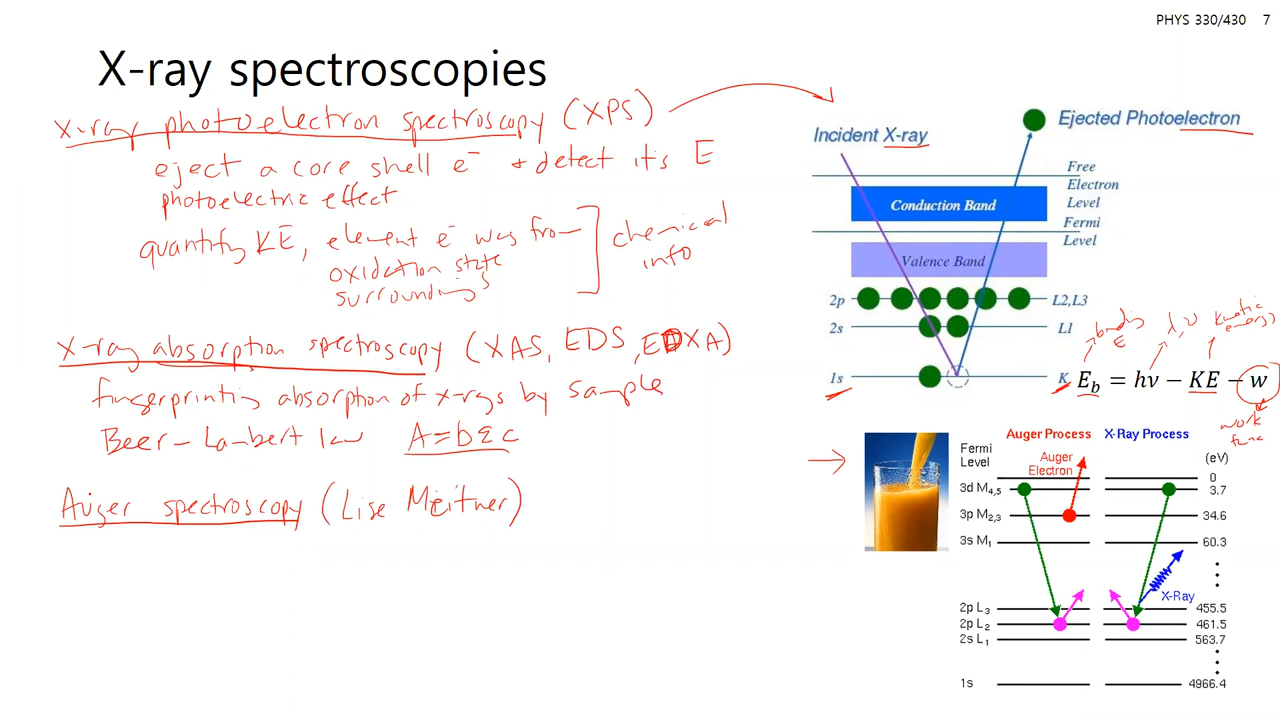 PHYS 330/430 7
X-ray spectroscopies
X-ray photoelectron spectroscopy (XPS)
eject a core shell e⁻ + detect it's E
photoelectric effect
quantify KE, element e⁻ was from
oxidation state
surroundings
chemical
info
X-ray absorption spectroscopy (XAS, EDS, EDXA)
fingerprinting absorption of x-rays by sample
Beer-Lambert law A=bεc
Auger spectroscopy (Lise Meitner)
Incident X-ray
Ejected Photoelectron
Free
Electron
Level
Conduction Band
Fermi
Level
Valence Band
2p L2,L3
2s L1
1s K
binding
E
λ,ν
kinetic
energy
E_b = hν − KE − w
work
func
Auger Process X-Ray Process
Fermi
Level
(eV)
Auger
Electron
0
3d M4,5 3.7
3p M2,3 34.6
3s M1 60.3
X-Ray
2p L3 455.5
2p L2 461.5
2s L1 563.7
1s 4966.4